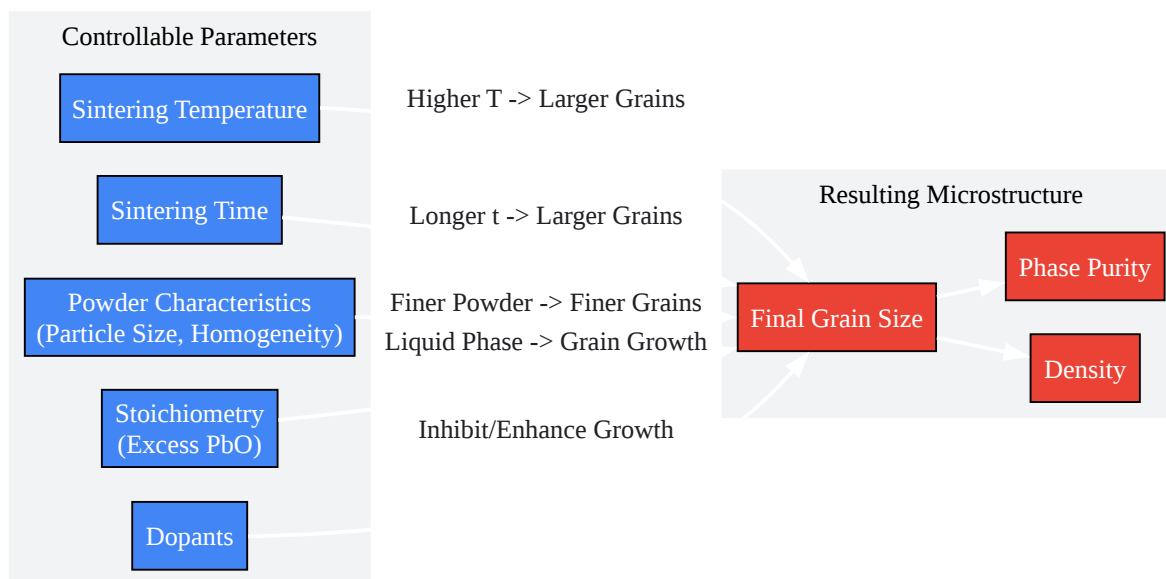 Controllable Parameters
Sintering Temperature
Higher T -> Larger Grains
Sintering Time
Longer t -> Larger Grains
Powder Characteristics
(Particle Size, Homogeneity)
Finer Powder -> Finer Grains
Liquid Phase -> Grain Growth
Stoichiometry
(Excess PbO)
Inhibit/Enhance Growth
Dopants
Resulting Microstructure
Final Grain Size
Phase Purity
Density